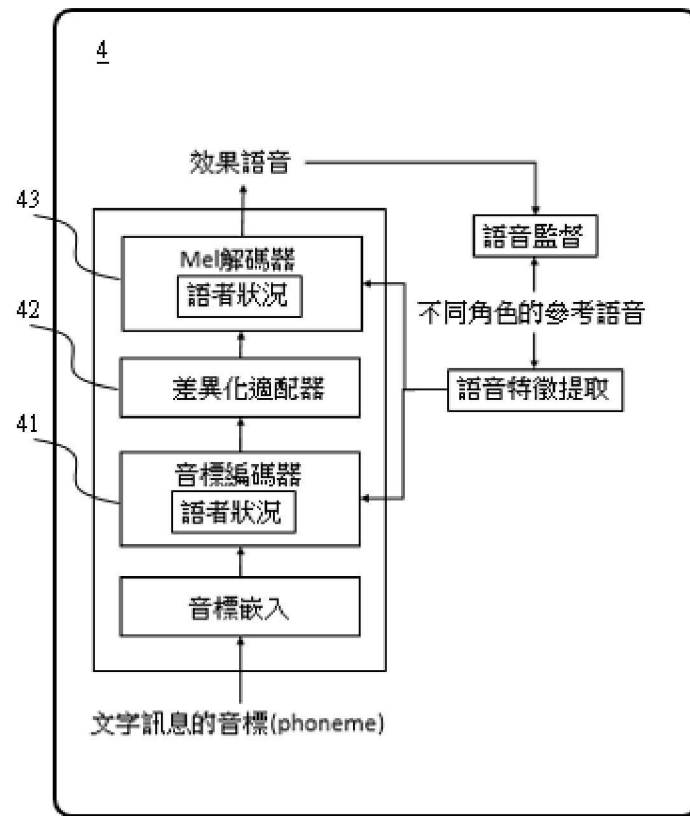 4
效果語音
43
Mel解碼器
語者狀況
語音監督
42
不同角色的參考語音
差異化適配器
語音特徵提取
41
音標編碼器
語者狀況
音標嵌入
文字訊息的音標(phoneme)